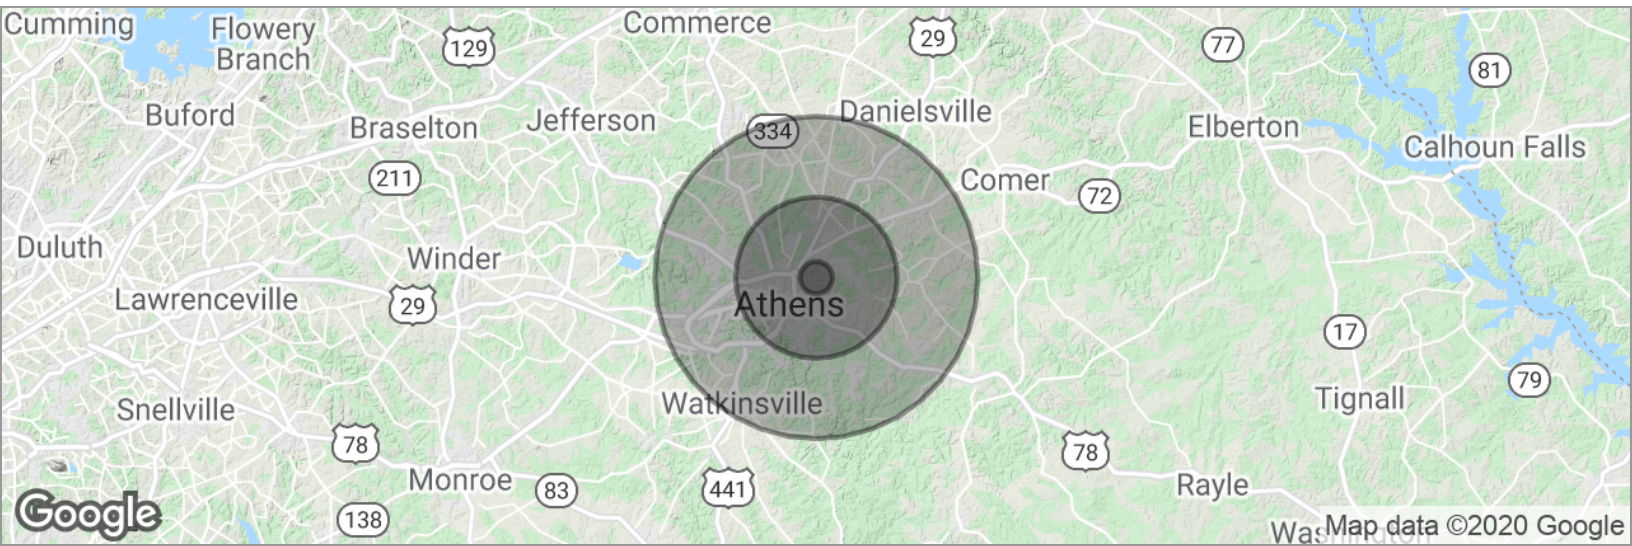 Cumming
Flowery
Branch
129
Commerce
29
77
81
Buford
Braselton
Jefferson
334
Danielsville
Elberton
Calhoun Falls
211
Comer
72
Duluth
Winder
Lawrenceville
29
Athens
17
Snellville
Watkinsville
Tignall
79
78
Monroe
83
441
78
Rayle
138
Google
Washington
Map data ©2020 Google